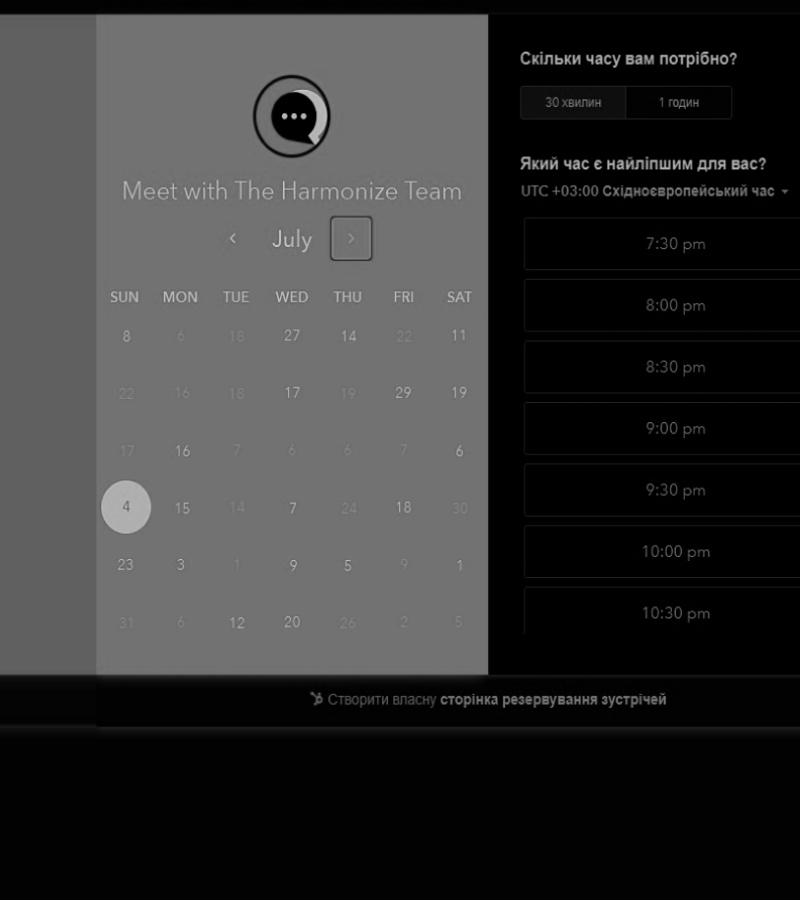 Meet with The Harmonize Team
July
SUN MON TUE WED THU FRI SAT
8 6 18 27 14 22 11
22 16 18 17 19 29 19
17 16 7 6 6 7 6
4 15 14 7 24 18 30
23 3 1 9 5 9 1
31 6 12 20 26 2 5
Скільки часу вам потрібно?
30 хвилин 1 годин
Який час є найліпшим для вас?
UTC +03:00 Східноєвропейський час
7:30 pm
8:00 pm
8:30 pm
9:00 pm
9:30 pm
10:00 pm
10:30 pm
Створити власну сторінка резервування зустрічей